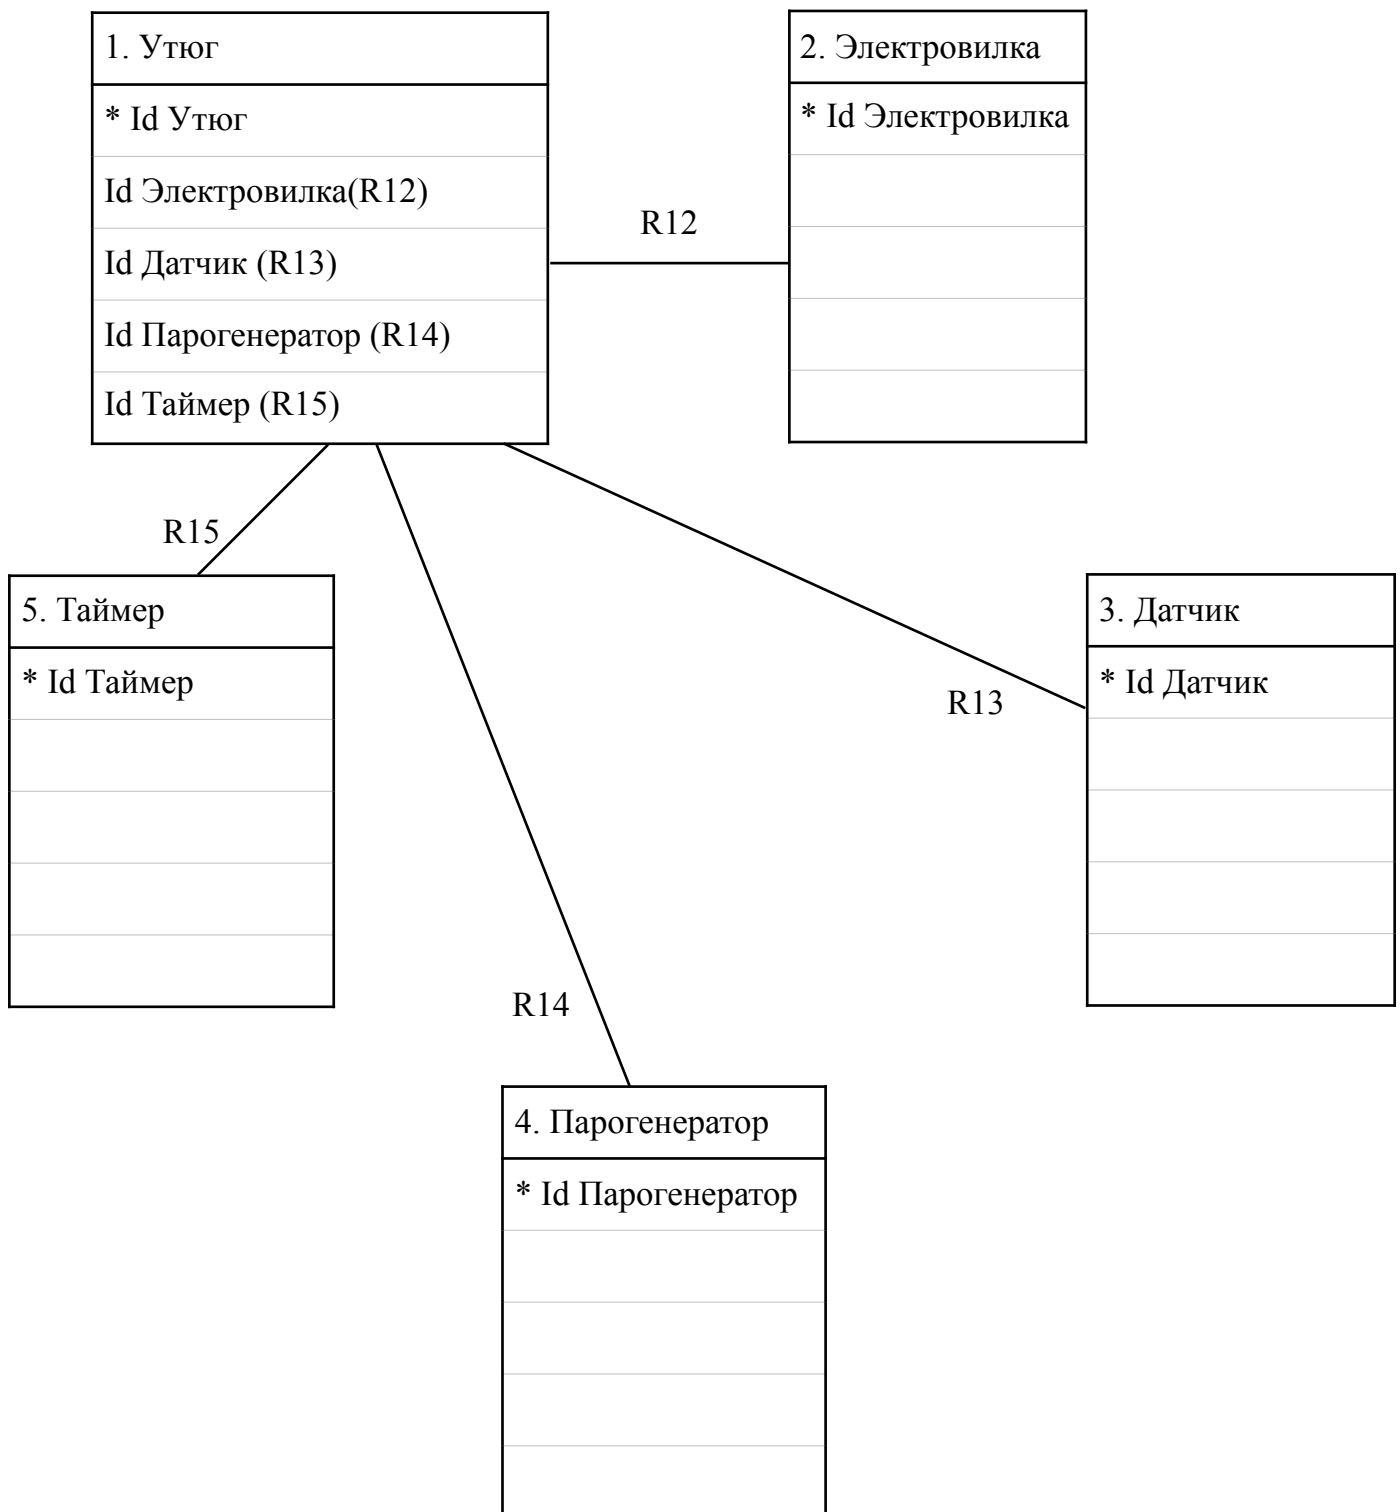 1. Утюг
* Id Утюг
Id Электровилка(R12)
Id Датчик (R13)
Id Парогенератор (R14)
Id Таймер (R15)
R12
2. Электровилка
* Id Электровилка
R15
5. Таймер
* Id Таймер
R13
3. Датчик
* Id Датчик
R14
4. Парогенератор
* Id Парогенератор